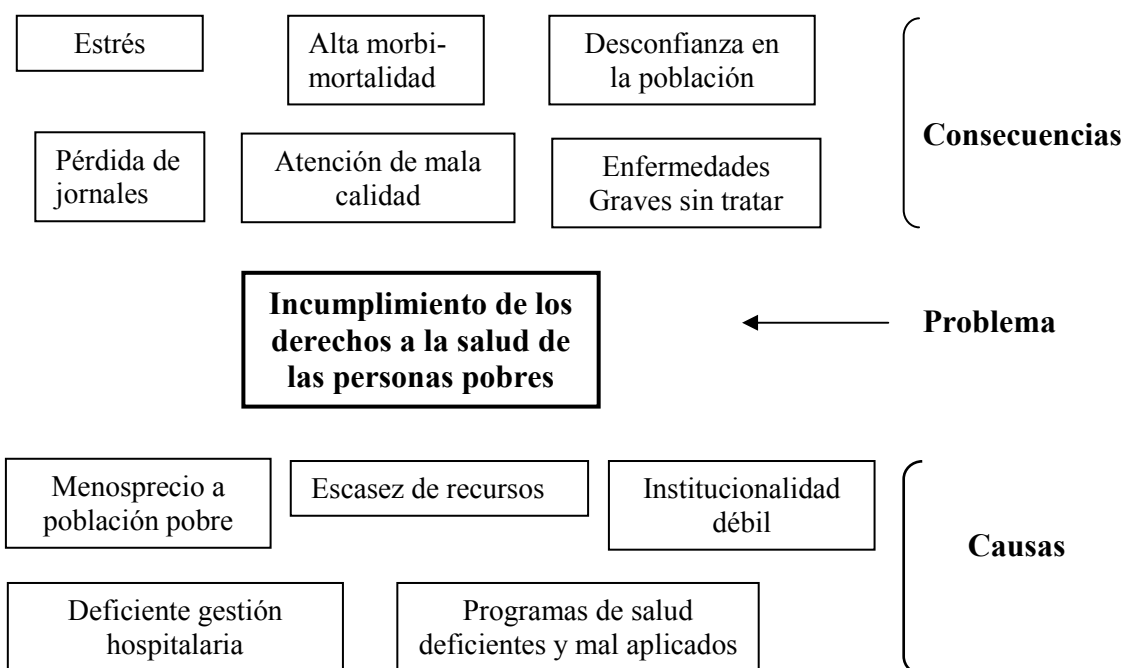 Estrés
Alta morbi-
mortalidad
Desconfianza en
la población
Pérdida de
jornales
Atención de mala
calidad
Enfermedades
Graves sin tratar
Consecuencias
Incumplimiento de los
derechos a la salud de
las personas pobres
Problema
Menosprecio a
población pobre
Escasez de recursos
Institucionalidad
débil
Causas
Deficiente gestión
hospitalaria
Programas de salud
deficientes y mal aplicados